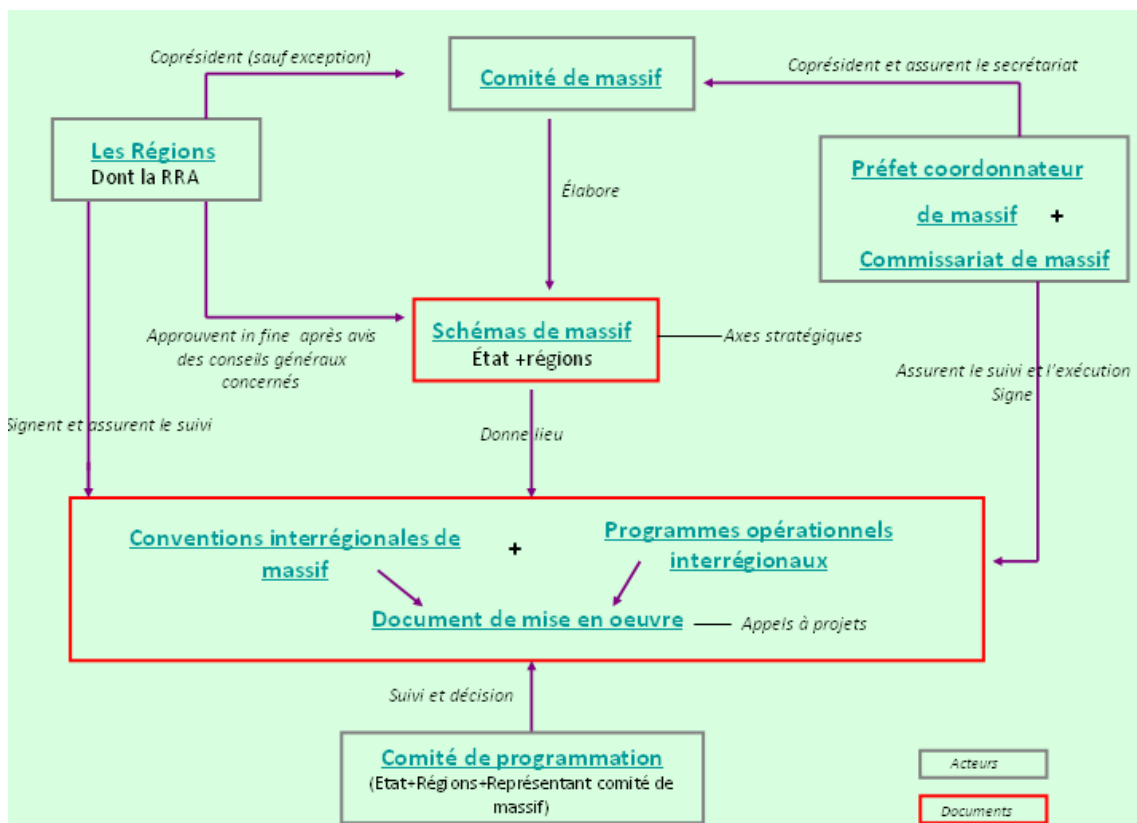 Coprésident (sauf exception)
Comité de massif
Coprésident et assurent le secrétariat
Les Régions
Dont la RRA
Préfet coordonnateur
de massif +
Commissariat de massif
Élabore
Approuvent in fine après avis
des conseils généraux
concernés
Schémas de massif
État +régions
Axes stratégiques
Assurent le suivi et l'exécution
Signe
Signent et assurent le suivi
Donne lieu
Conventions interrégionales de
massif
+
Programmes opérationnels
interrégionaux
Document de mise en oeuvre
Appels à projets
Suivi et décision
Comité de programmation
(Etat+Régions+Représentant comité de
massif)
Acteurs
Documents